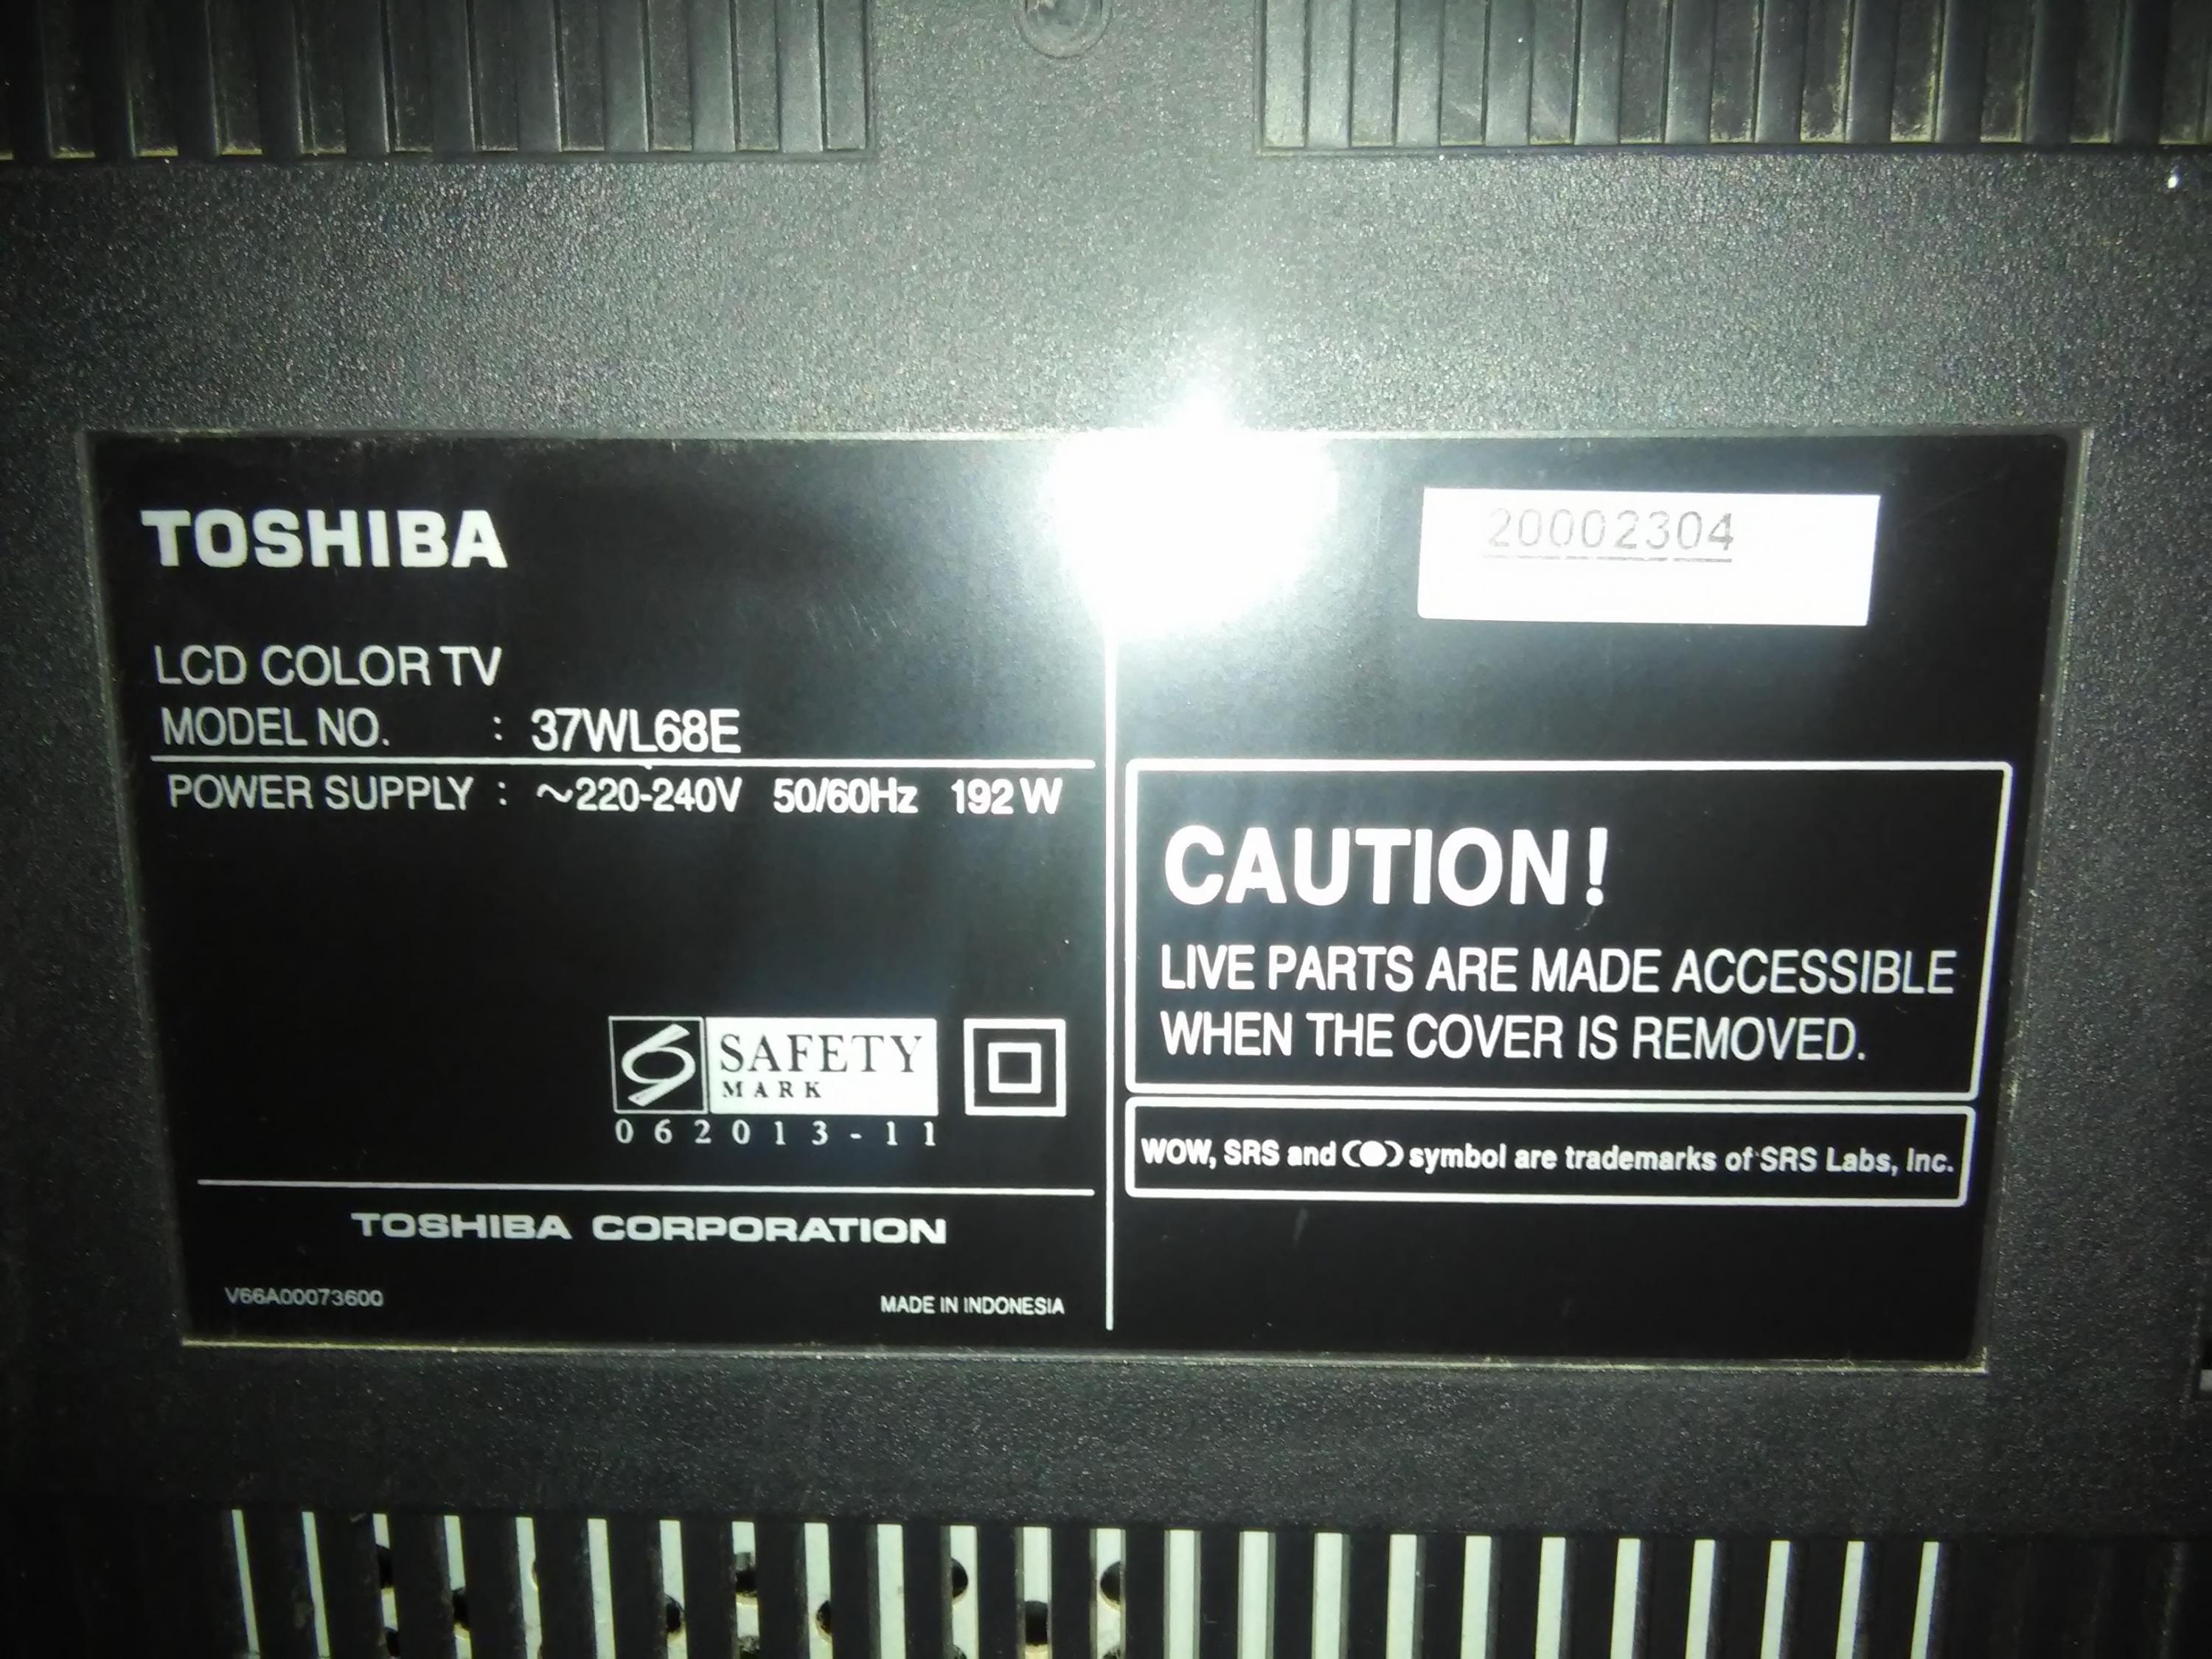 TOSHIBA
LCD COLOR TV
MODEL NO. : 37WL68E
POWER SUPPLY : ~220-240V 50/60Hz 192 W
SAFETY
MARK
062013-11
TOSHIBA CORPORATION
V66A00073600 MADE IN INDONESIA
20002304
CAUTION!
LIVE PARTS ARE MADE ACCESSIBLE
WHEN THE COVER IS REMOVED.
WOW, SRS and (●) symbol are trademarks of SRS Labs, Inc.